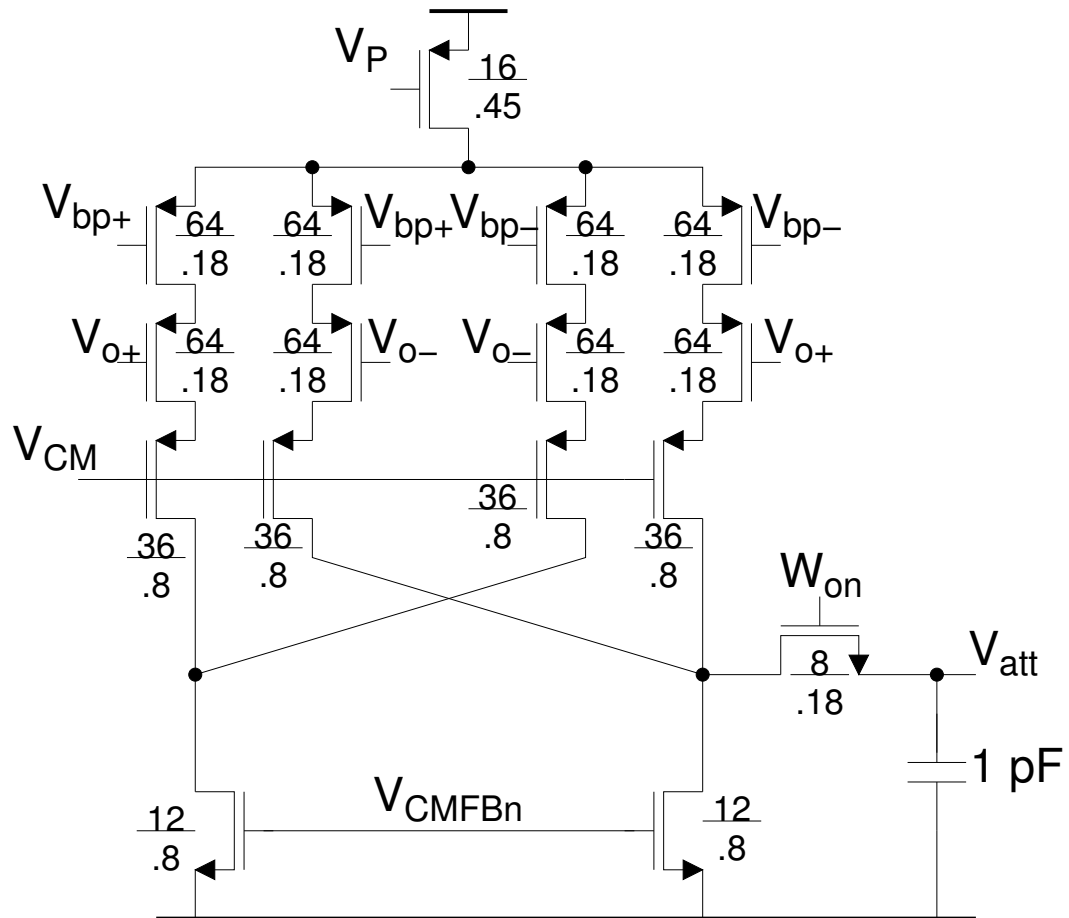 V_P
16
.45
V_bp+ 64 64 V_bp+ V_bp− 64 64 V_bp−
.18 .18 .18 .18
V_o+ 64 64 V_o− V_o− 64 64 V_o+
.18 .18 .18 .18
V_CM
36 36 36 36
.8 .8 .8 .8
W_on
8 V_att
.18
1 pF
V_CMFBn
12 12
.8 .8